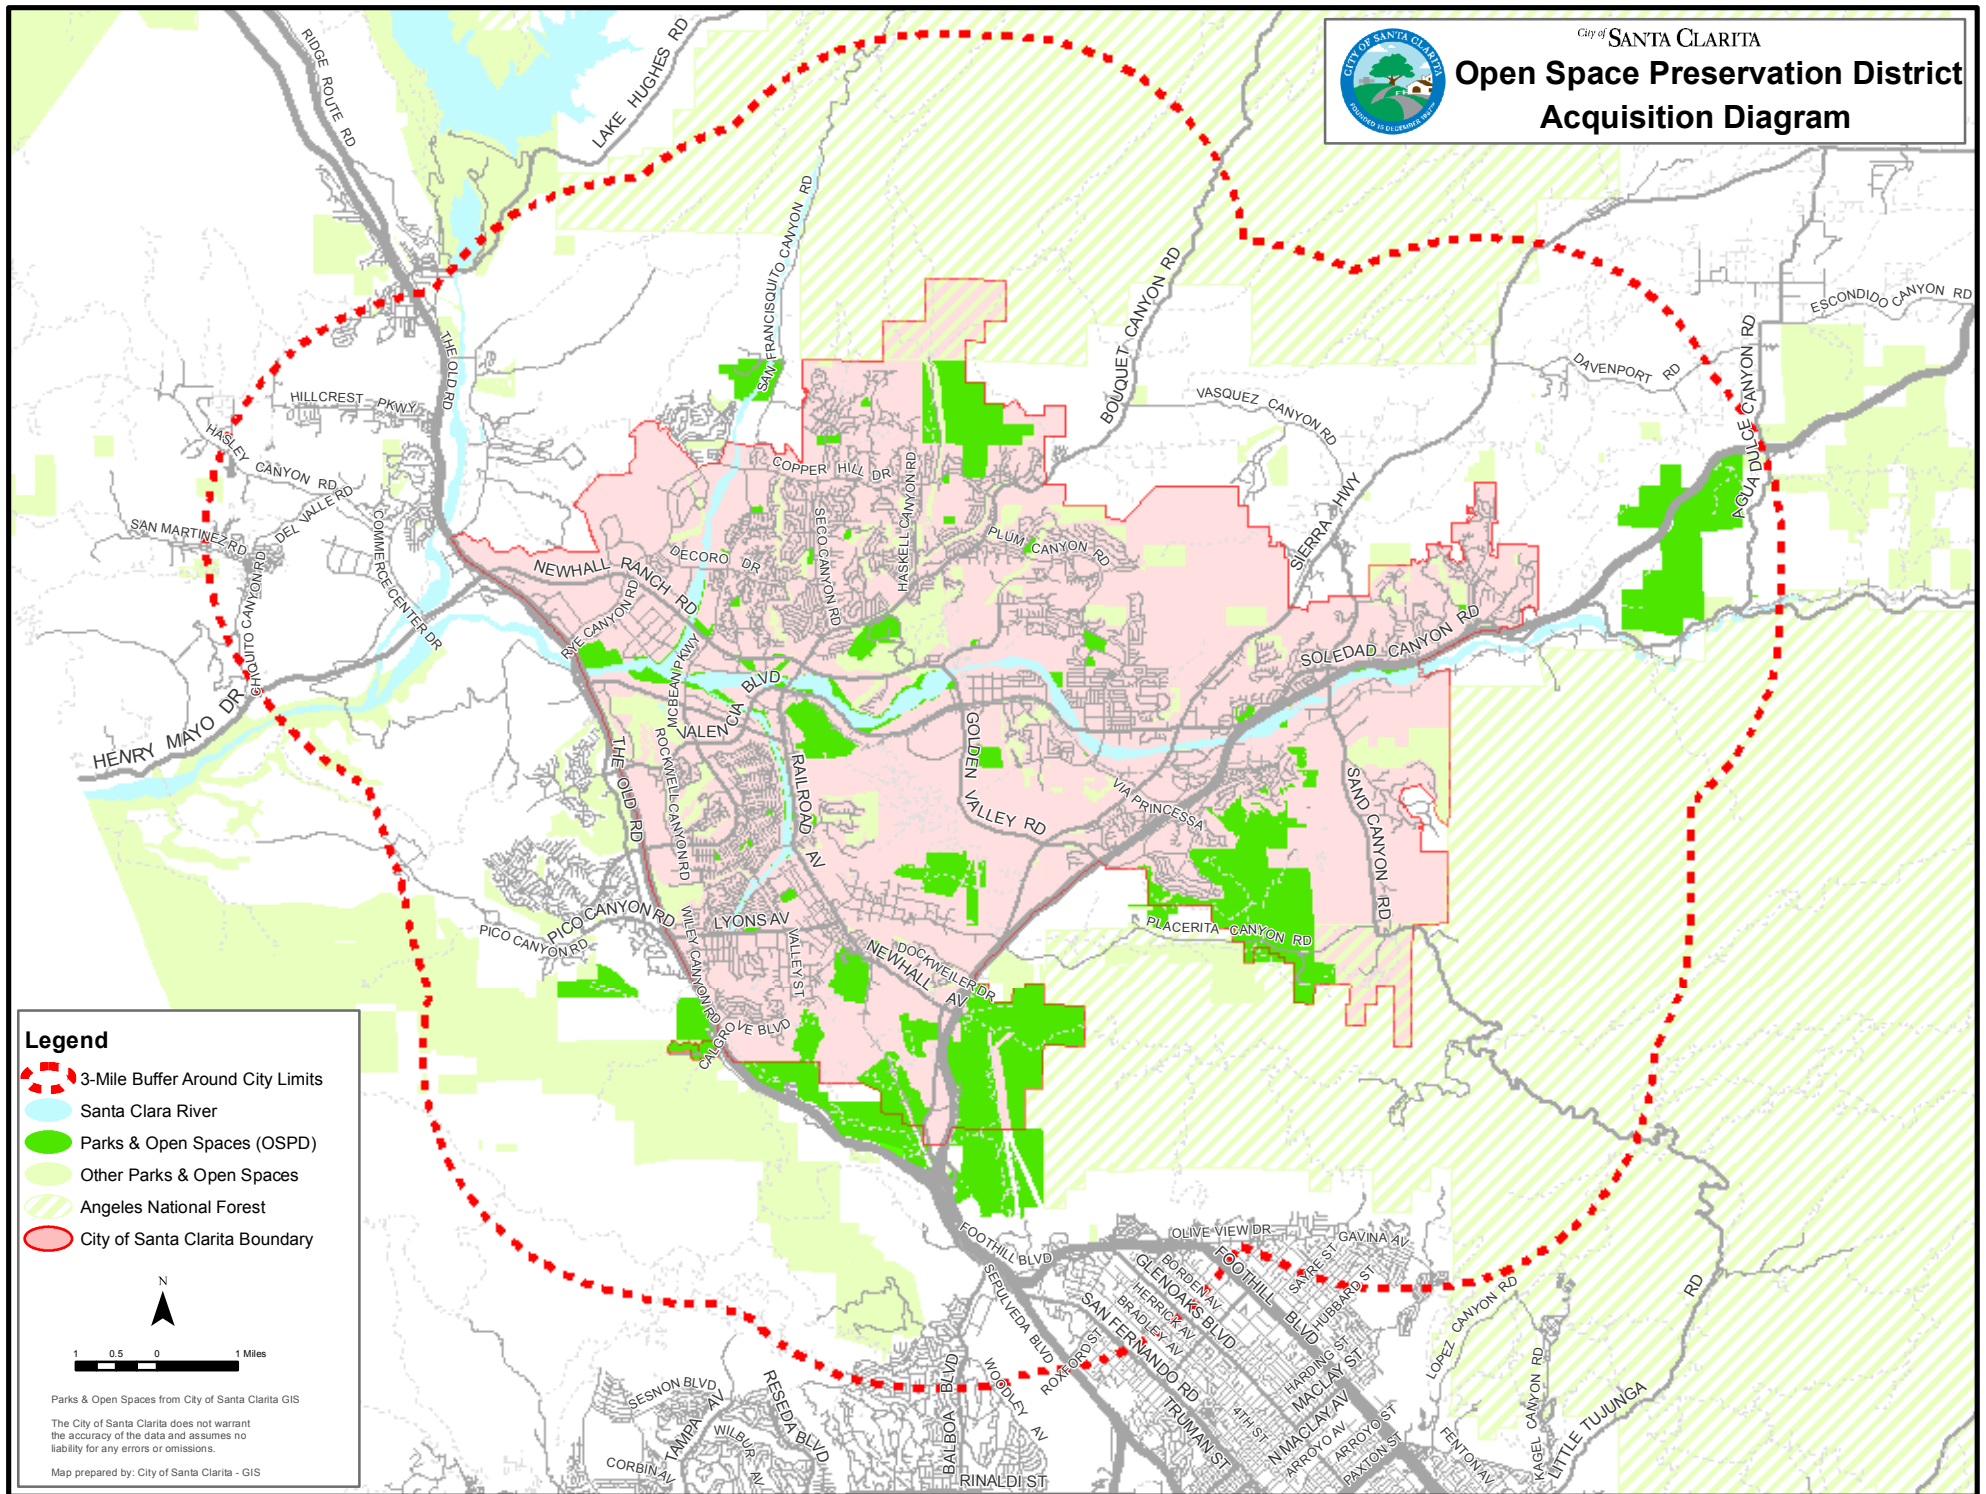 City of SANTA CLARITA
Open Space Preservation District
Acquisition Diagram
CITY OF SANTA CLARITA
FOUNDED 15 DECEMBER 1987
RIDGE ROUTE RD
LAKE HUGHES RD
SAN FRANCISQUITO CANYON RD
BOUQUET CANYON RD
ESCONDIDO CANYON RD
DAVENPORT RD
AGUA DULCE CANYON RD
VASQUEZ CANYON RD
SIERRA HWY
THE OLD RD
HILLCREST PKWY
HASLEY CANYON RD
DEL VALLE RD
SAN MARTINEZ RD
COMMERCE CENTER DR
CHIQUITO CANYON RD
HENRY MAYO DR
COPPER HILL DR
HASKELL CANYON RD
SECO CANYON RD
PLUM CANYON RD
DECORO DR
NEWHALL RANCH RD
RYE CANYON RD
MCBEAN PKWY
VALENCIA BLVD
SOLEDAD CANYON RD
THE OLD RD
ROCKWELL CANYON RD
RAILROAD AV
GOLDEN VALLEY RD
VIA PRINCESSA
SAND CANYON RD
PLACERITA CANYON RD
PICO CANYON RD
PICO CANYON RD
WILEY CANYON RD
LYONS AV
VALLEY ST
NEWHALL AV
DOCKWEILER DR
CALGROVE BLVD
FOOTHILL BLVD
SEPULVEDA BLVD
OLIVE VIEW DR
GAVINA AV
SAYRE ST
HUBBARD ST
FOOTHILL BLVD
BORDEN AV
GLENOAKS BLVD
HERRICK AV
BRADLEY AV
SAN FERNANDO RD
ROXFORD ST
TRUMAN ST
HARDING ST
MACLAY ST
N MACLAY AV
4TH ST
ARROYO AV
ARROYO ST
PAXTON ST
FENTON AV
LOPEZ CANYON RD
KAGEL CANYON RD
LITTLE TUJUNGA RD
SESNON BLVD
TAMPA AV
WILBUR AV
CORBIN AV
RESEDA BLVD
BALBOA BLVD
WOODLEY AV
RINALDI ST
Legend
3-Mile Buffer Around City Limits
Santa Clara River
Parks & Open Spaces (OSPD)
Other Parks & Open Spaces
Angeles National Forest
City of Santa Clarita Boundary
N
1 0.5 0 1 Miles
Parks & Open Spaces from City of Santa Clarita GIS
The City of Santa Clarita does not warrant
the accuracy of the data and assumes no
liability for any errors or omissions.
Map prepared by: City of Santa Clarita - GIS